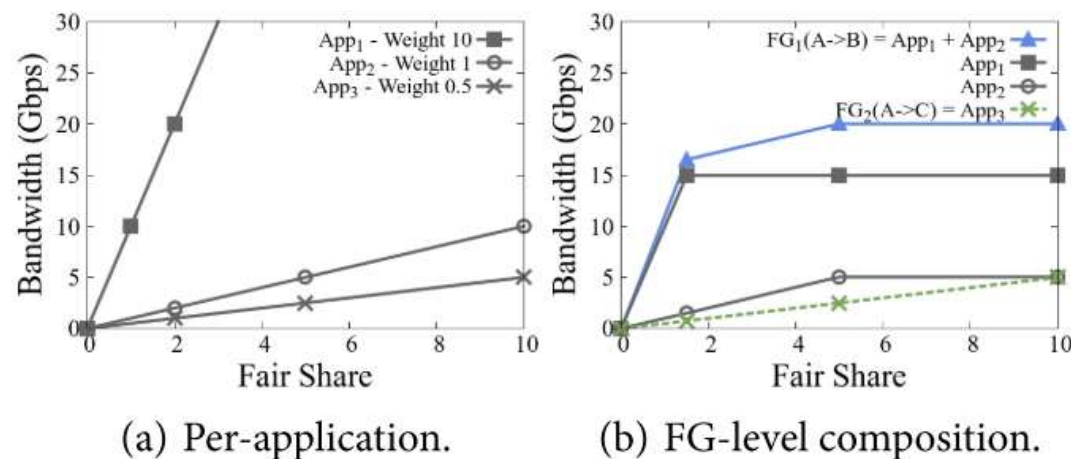 30
25
20
15
10
5
0
Bandwidth (Gbps)
App₁ - Weight 10
App₂ - Weight 1
App₃ - Weight 0.5
0 2 4 6 8 10
Fair Share
(a) Per-application.
30
25
20
15
10
5
0
Bandwidth (Gbps)
FG₁(A->B) = App₁ + App₂
App₁
App₂
FG₂(A->C) = App₃
0 2 4 6 8 10
Fair Share
(b) FG-level composition.